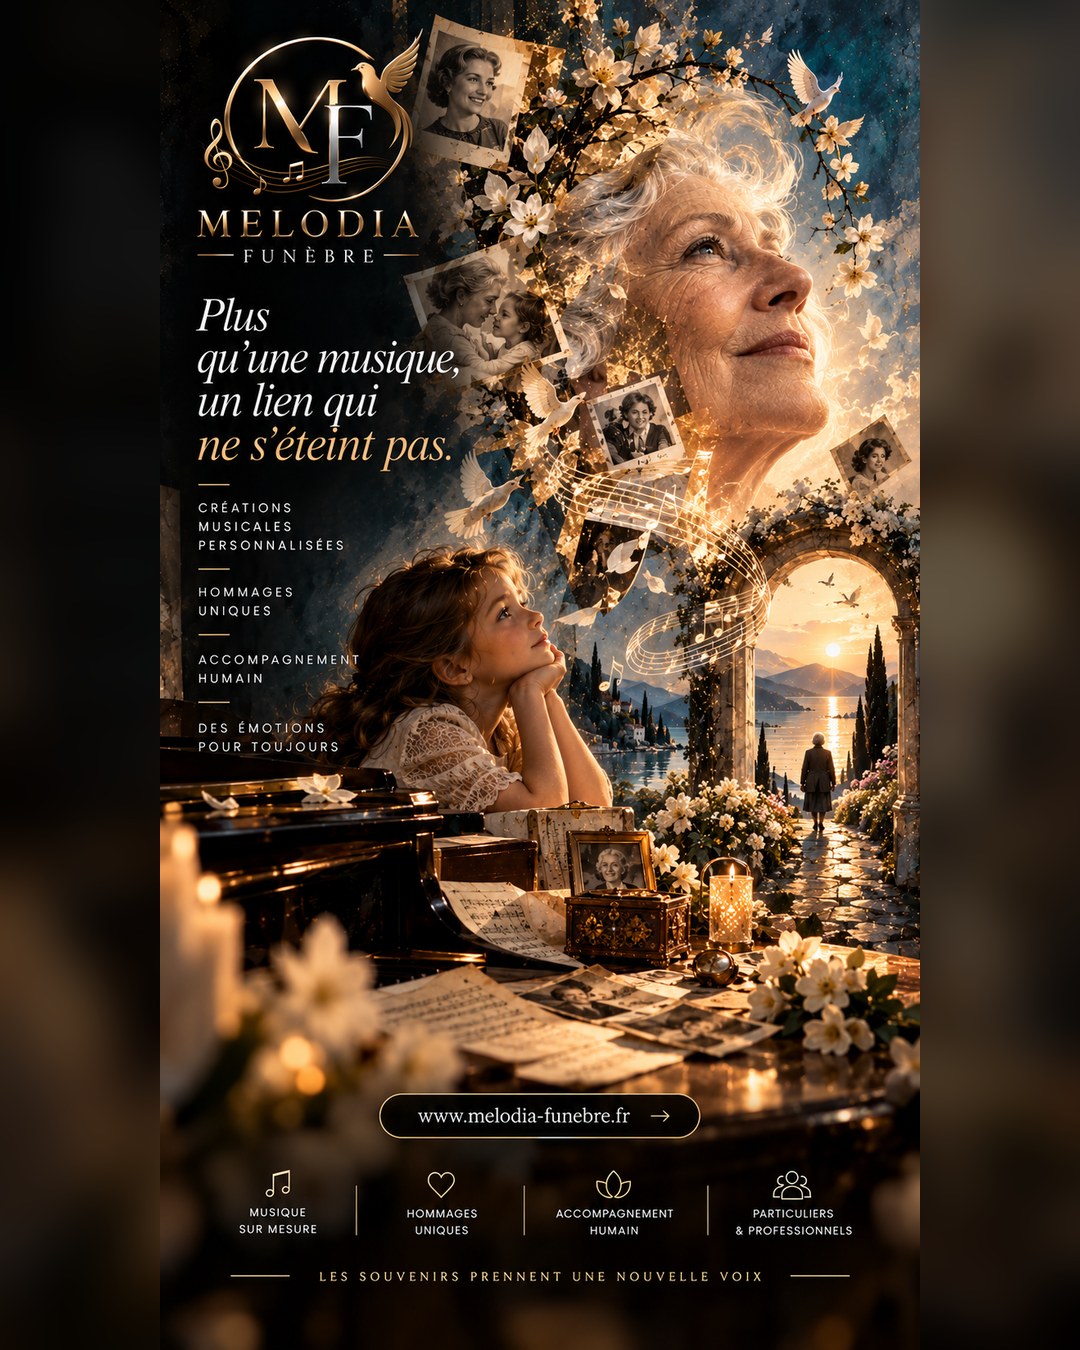 MF
MELODIA
FUNÈBRE
Plus
qu'une musique,
un lien qui
ne s'éteint pas.
CRÉATIONS
MUSICALES
PERSONNALISÉES
HOMMAGES
UNIQUES
ACCOMPAGNEMENT
HUMAIN
DES ÉMOTIONS
POUR TOUJOURS
www.melodia-funebre.fr →
MUSIQUE
SUR MESURE
HOMMAGES
UNIQUES
ACCOMPAGNEMENT
HUMAIN
PARTICULIERS
& PROFESSIONNELS
LES SOUVENIRS PRENNENT UNE NOUVELLE VOIX